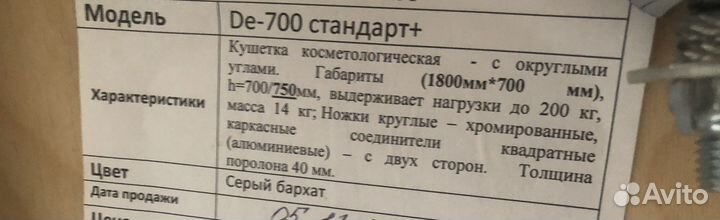 Модель De-700 стандарт+
Кушетка косметологическая - с округлыми
углами. Габариты (1800мм*700 мм),
h=700/750мм, выдерживает нагрузки до 200 кг,
Характеристики масса 14 кг; Ножки круглые – хромированные,
каркасные соединители квадратные
(алюминиевые) – с двух сторон. Толщина
поролона 40 мм.
Цвет Серый бархат
Дата продажи
Цена
Avito